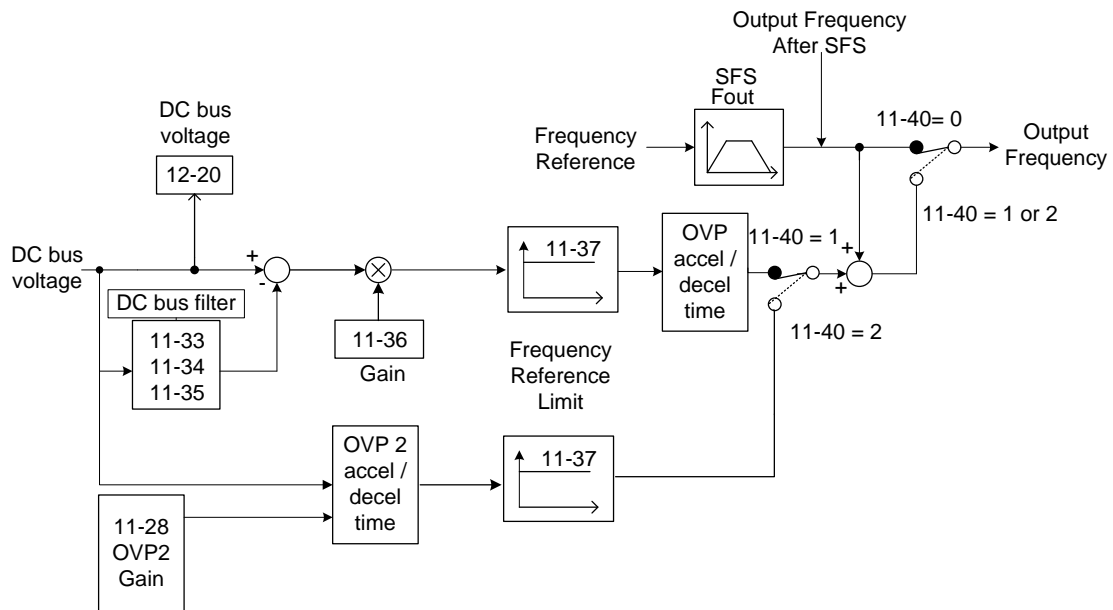 Output Frequency
After SFS
SFS
Fout
DC bus
voltage
11-40= 0
Frequency
Reference
Output
Frequency
12-20
11-40 = 1 or 2
DC bus
voltage
+
-
11-37
OVP
accel /
decel
time
11-40 = 1
+
+
DC bus filter
11-33
11-34
11-35
11-36
Gain
11-40 = 2
Frequency
Reference
Limit
OVP 2
accel /
decel
time
11-37
11-28
OVP2
Gain